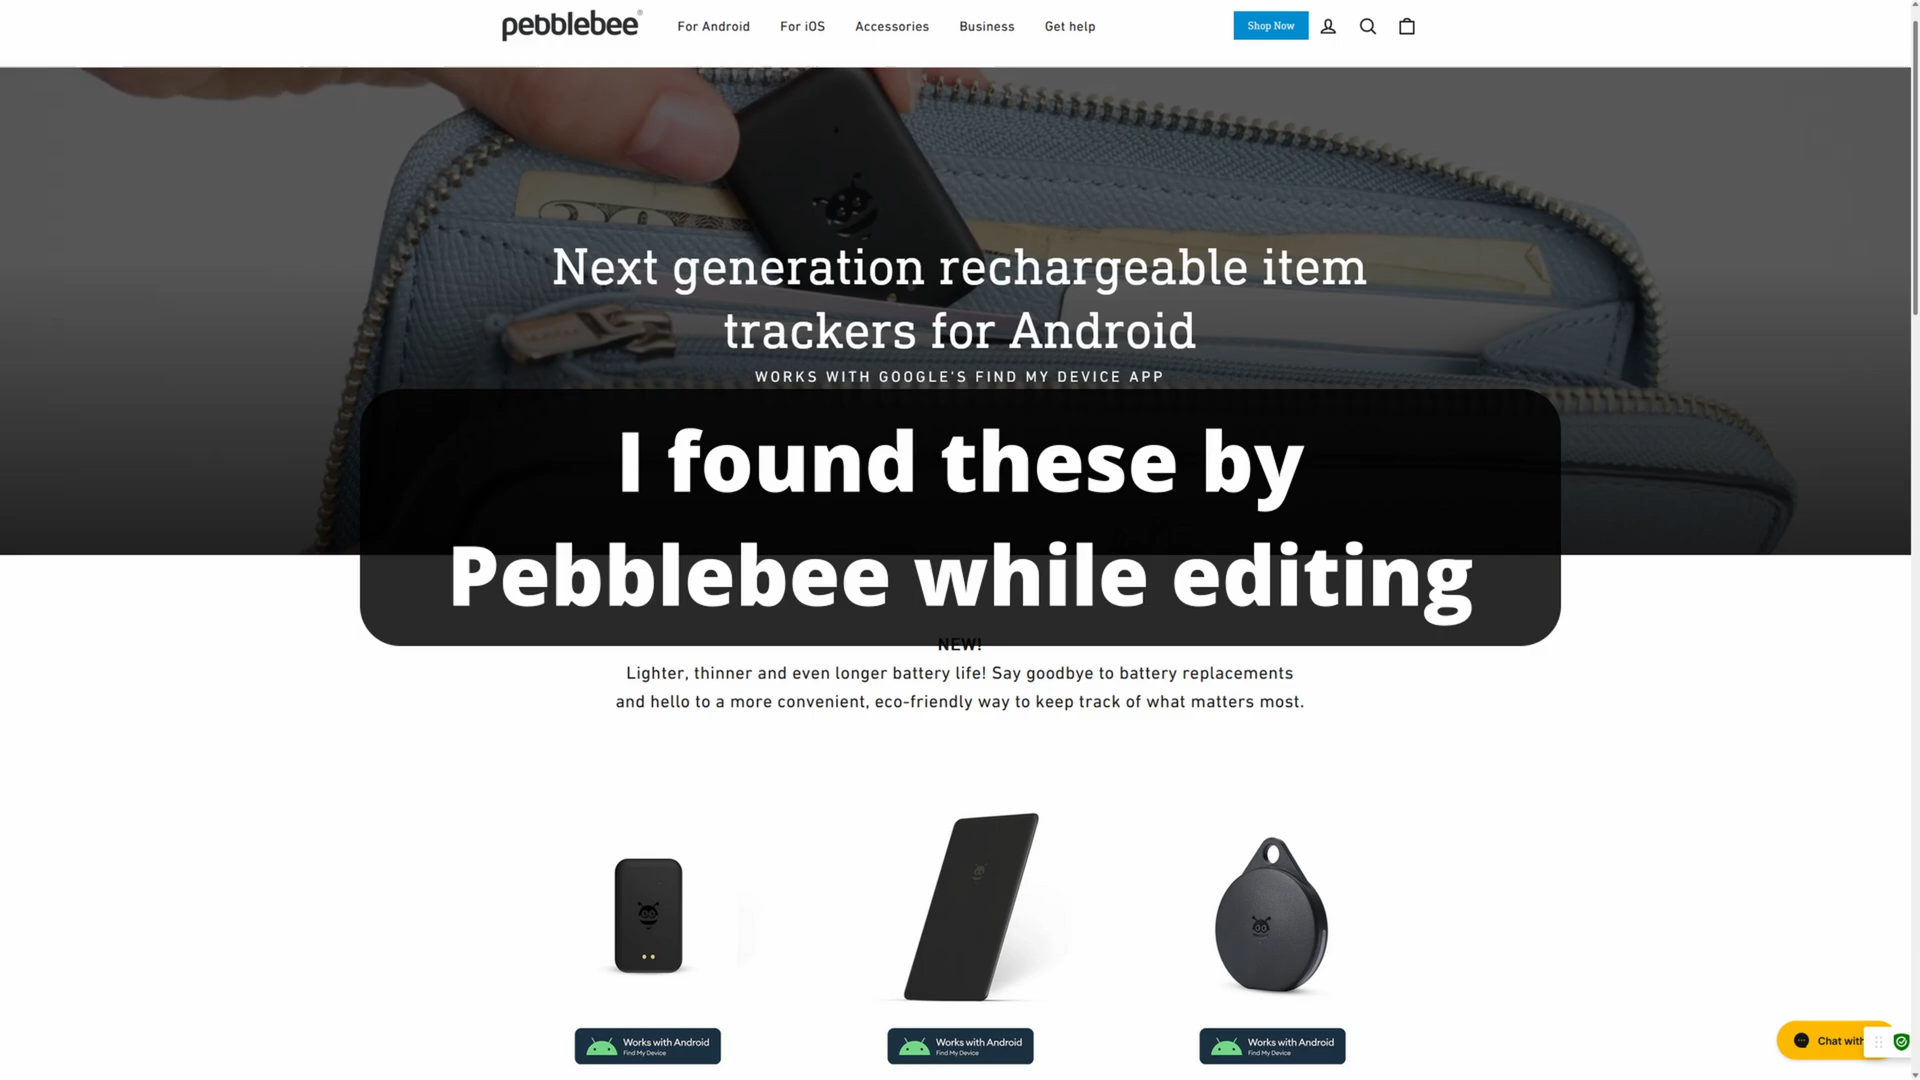 pebblebee
For Android
For iOS
Accessories
Business
Get help
Shop Now
Next generation rechargeable item
trackers for Android
WORKS WITH GOOGLE'S FIND MY DEVICE APP
I found these by
Pebblebee while editing
NEW!
Lighter, thinner and even longer battery life! Say goodbye to battery replacements
and hello to a more convenient, eco-friendly way to keep track of what matters most.
Works with Android
Find My Device
Works with Android
Find My Device
Works with Android
Find My Device
Chat with